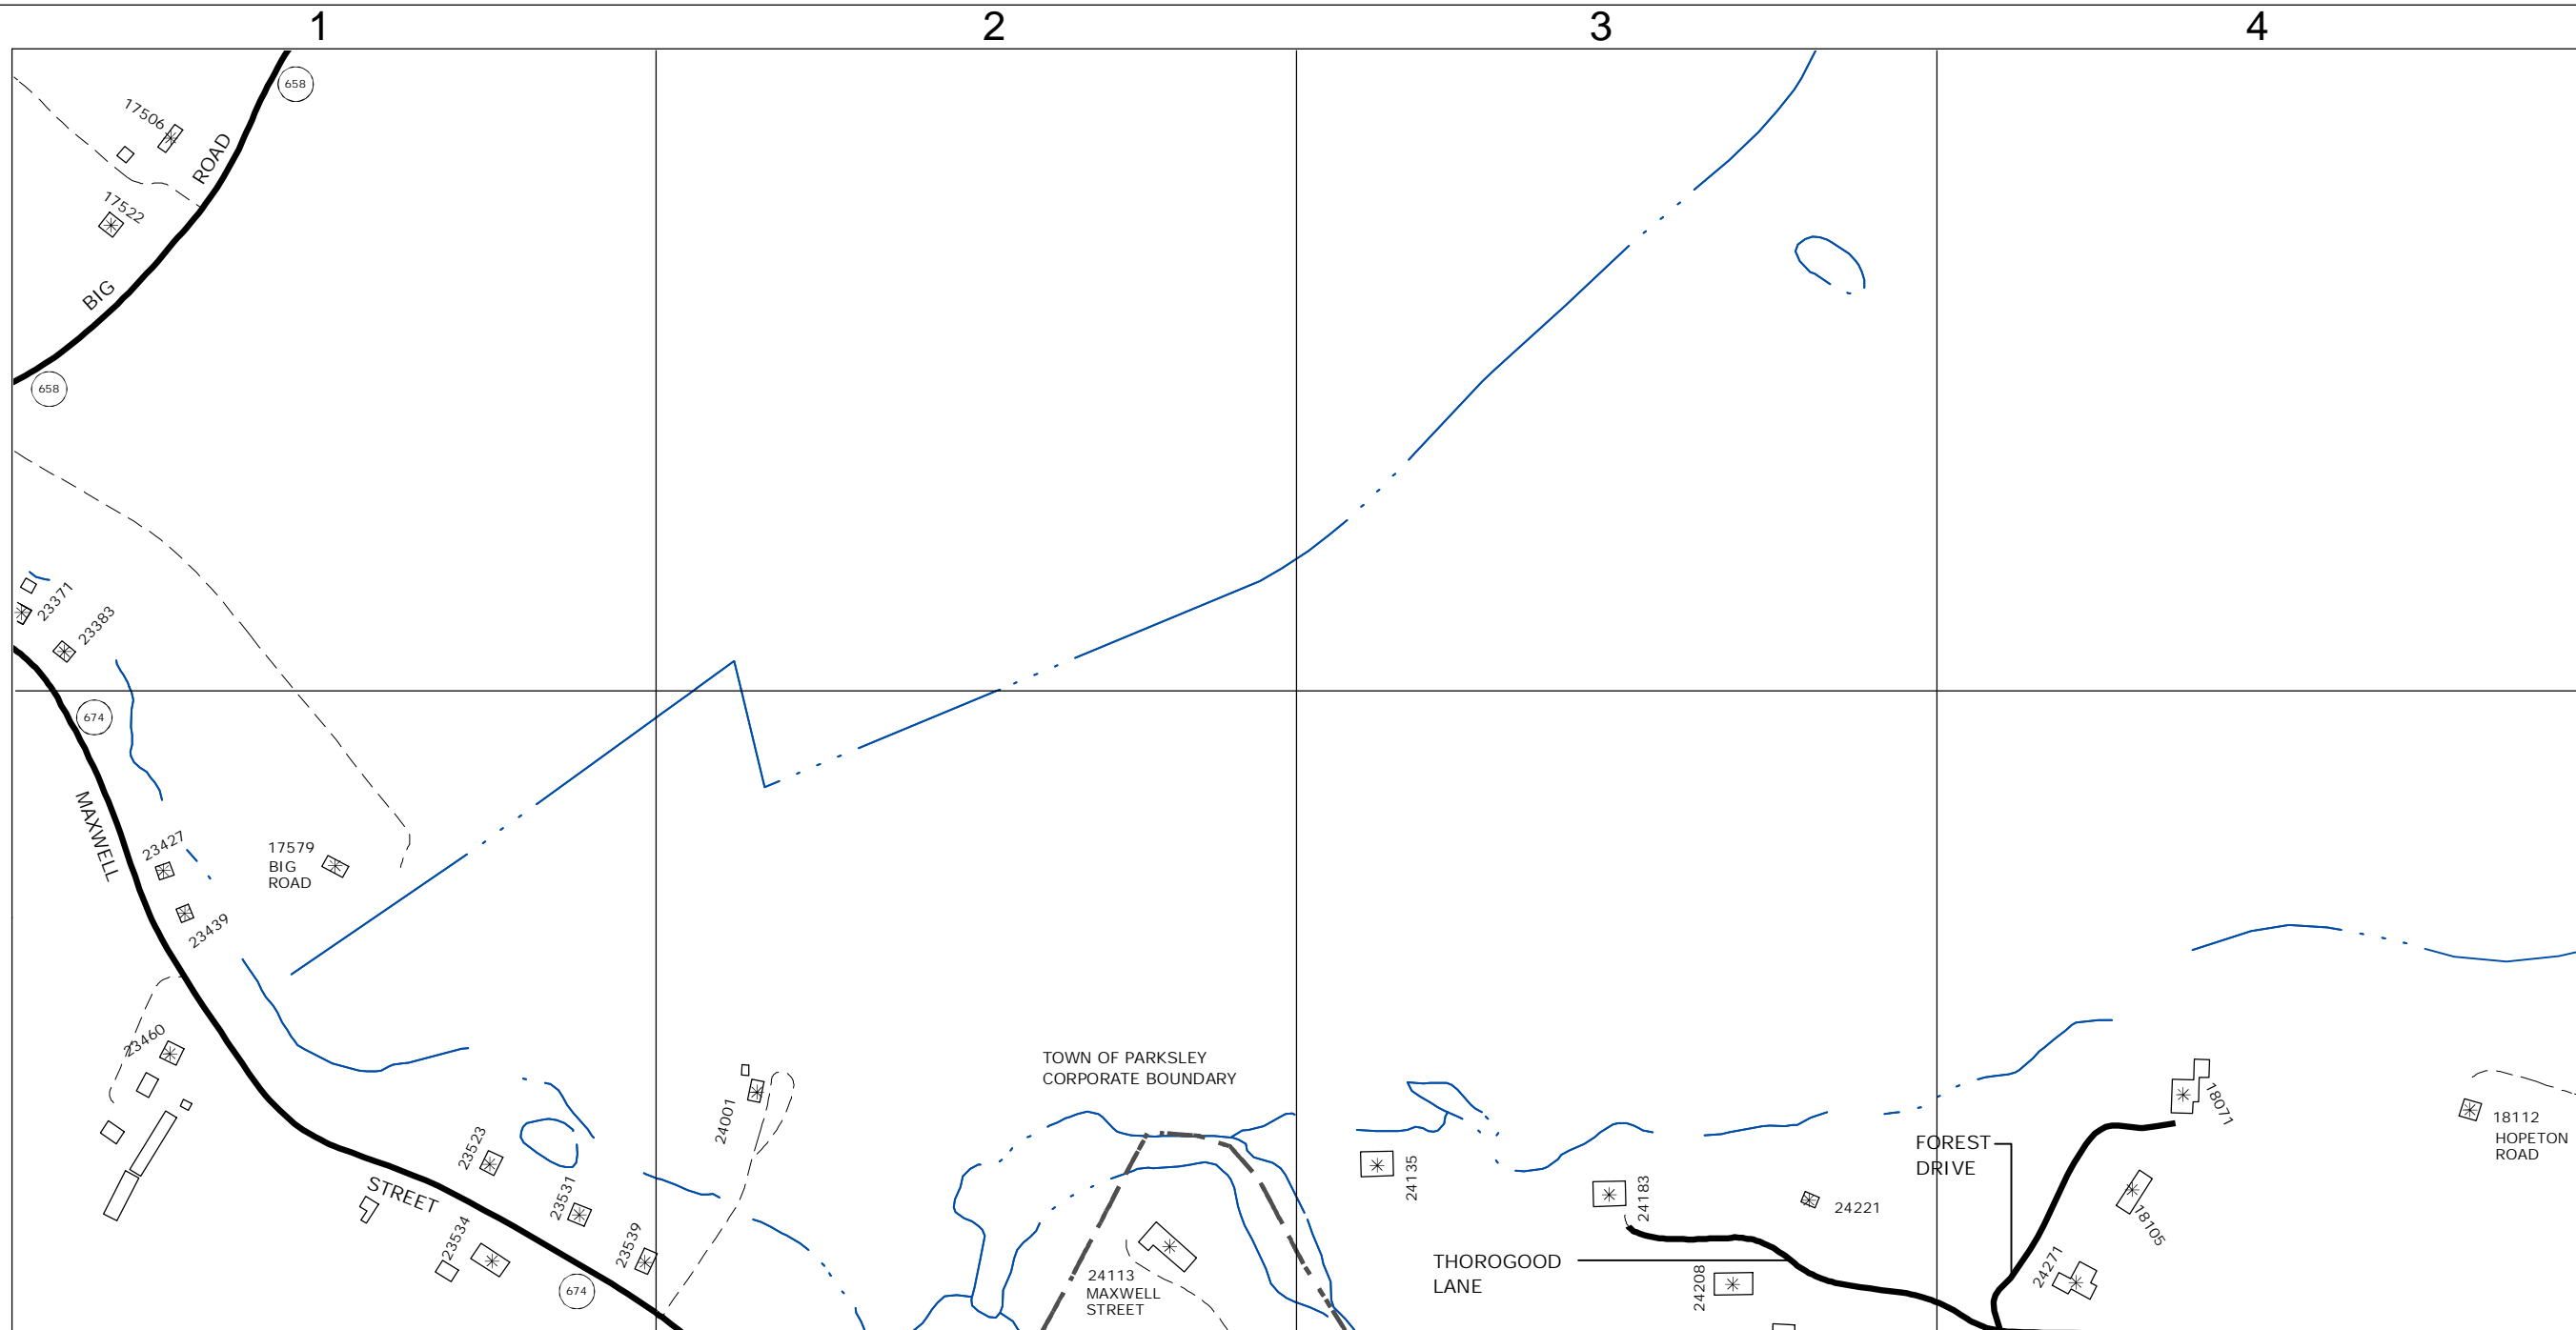 1
2
3
4
658
17506
ROAD
17522
BIG
658
23371
23383
674
MAXWELL
23427
17579
BIG
ROAD
23439
23460
TOWN OF PARKSLEY
CORPORATE BOUNDARY
24001
23523
23531
STREET
23534
23539
674
24113
MAXWELL
STREET
24135
24183
24221
THOROGOOD
LANE
24208
FOREST
DRIVE
18071
18105
24271
18112
HOPETON
ROAD